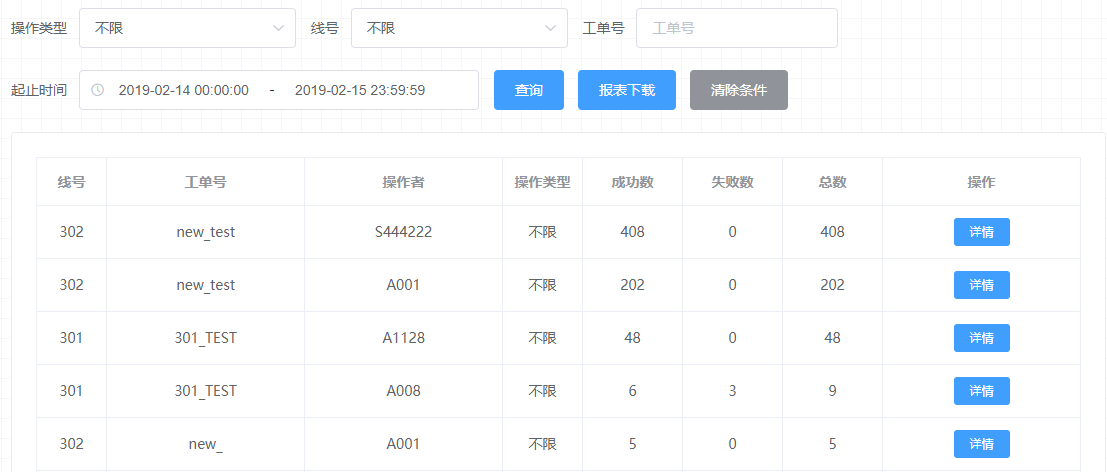 操作类型 不限 线号 不限 工单号 工单号
起止时间 2019-02-14 00:00:00 - 2019-02-15 23:59:59 查询 报表下载 清除条件
线号 工单号 操作者 操作类型 成功数 失败数 总数 操作
302 new_test S444222 不限 408 0 408 详情
302 new_test A001 不限 202 0 202 详情
301 301_TEST A1128 不限 48 0 48 详情
301 301_TEST A008 不限 6 3 9 详情
302 new_ A001 不限 5 0 5 详情